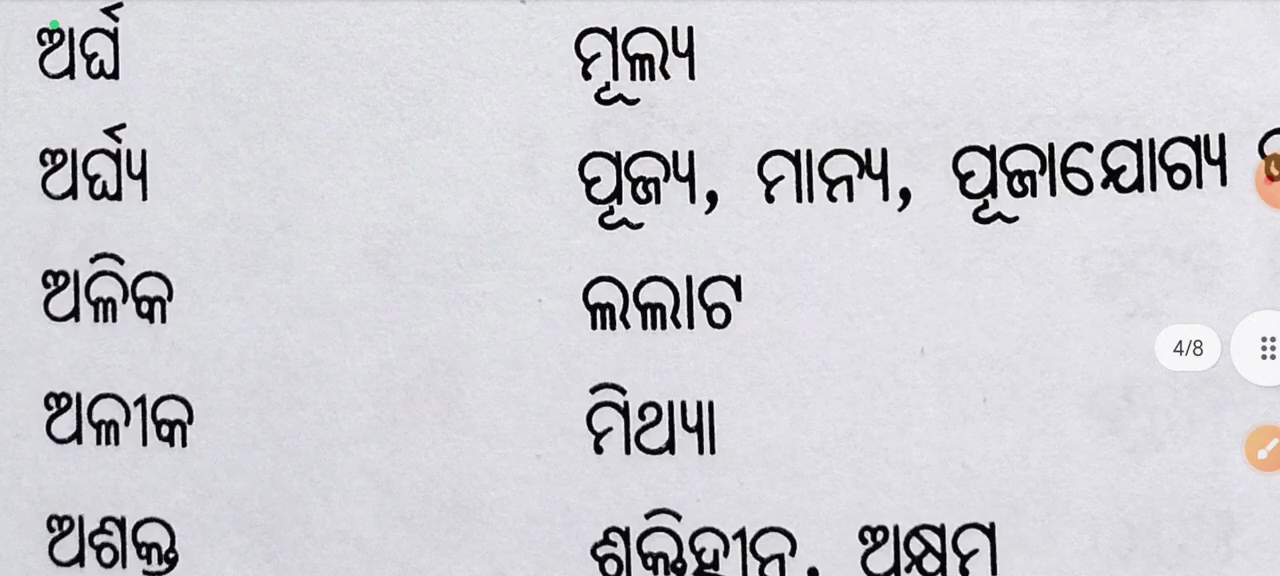 ଅର୍ଘ ମୂଲ୍ୟ
ଅର୍ଘ୍ୟ ପୂଜ୍ୟ, ମାନ୍ୟ, ପୂଜାଯୋଗ୍ୟ
ଅଳିକ ଲଲାଟ
4/8
ଅଳୀକ ମିଥ୍ୟା
ଅଶକ୍ତ ଶକ୍ତିହୀନ, ଅକ୍ଷମ